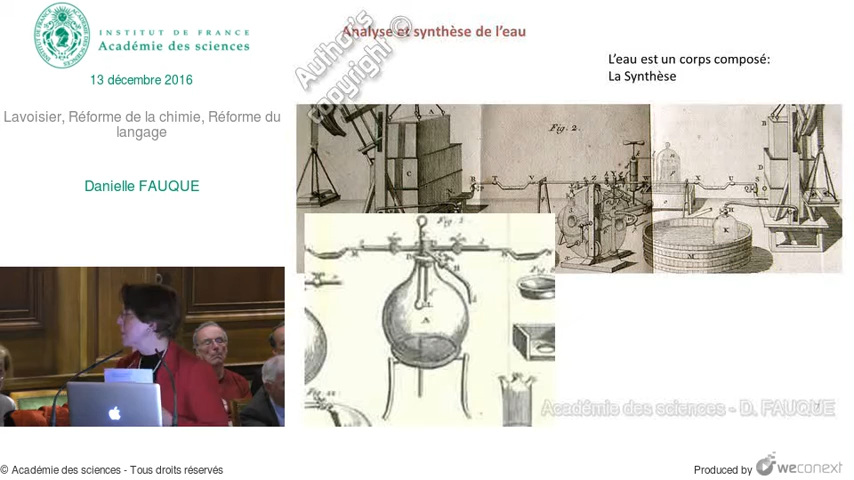 INSTITUT DE FRANCE
Académie des sciences
13 décembre 2016
Lavoisier, Réforme de la chimie, Réforme du
langage
Danielle FAUQUE
Author's
copyright ©
Analyse et synthèse de l'eau
L'eau est un corps composé:
La Synthèse
Fig. 2.
Académie des sciences - D. FAUQUE
© Académie des sciences - Tous droits réservés
Produced by weconext